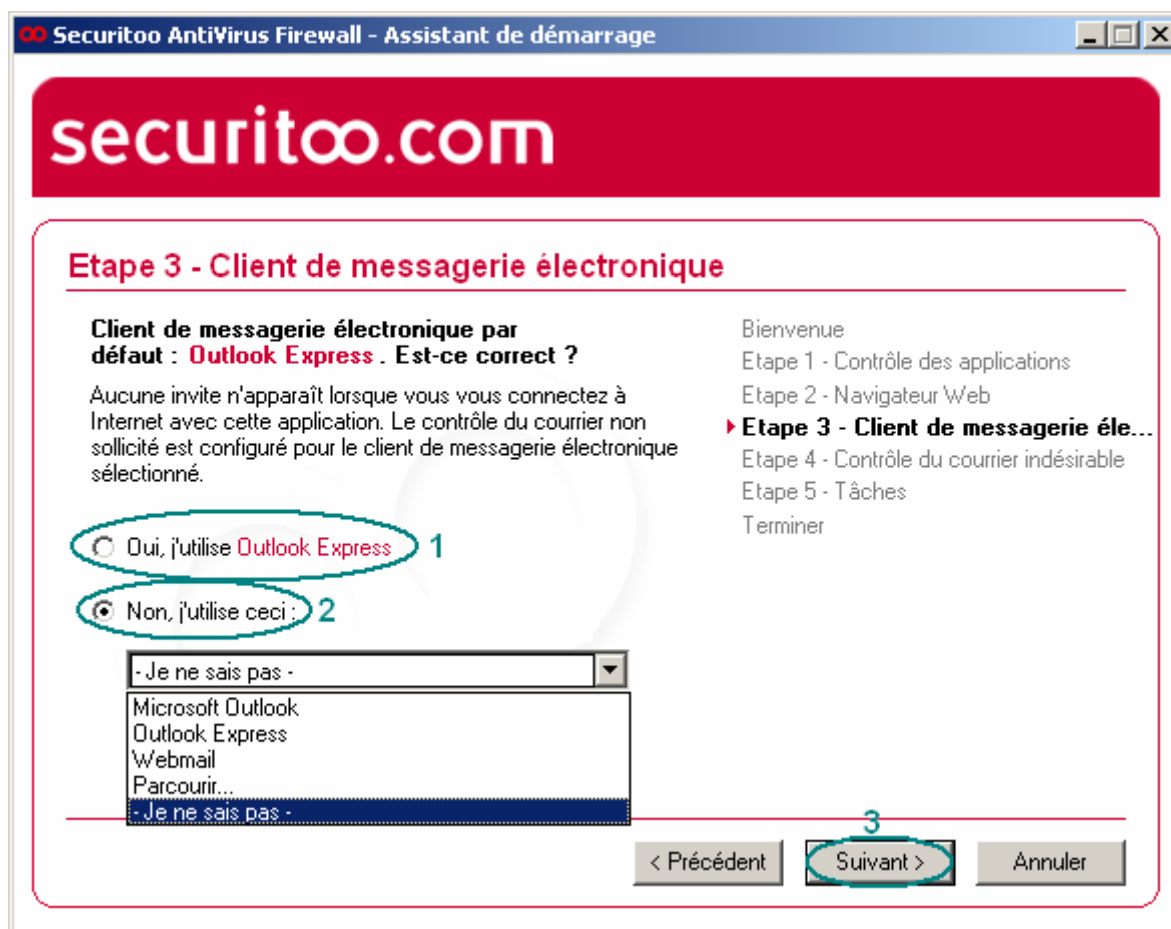 Securitoo AntiVirus Firewall - Assistant de démarrage
securitoo.com
Etape 3 - Client de messagerie électronique
Client de messagerie électronique par
défaut : Outlook Express . Est-ce correct ?
Aucune invite n'apparaît lorsque vous vous connectez à
Internet avec cette application. Le contrôle du courrier non
sollicité est configuré pour le client de messagerie électronique
sélectionné.
Oui, j'utilise Outlook Express 1
Non, j'utilise ceci : 2
- Je ne sais pas -
Microsoft Outlook
Outlook Express
Webmail
Parcourir...
- Je ne sais pas -
Bienvenue
Etape 1 - Contrôle des applications
Etape 2 - Navigateur Web
Etape 3 - Client de messagerie éle...
Etape 4 - Contrôle du courrier indésirable
Etape 5 - Tâches
Terminer
3
< Précédent
Suivant >
Annuler